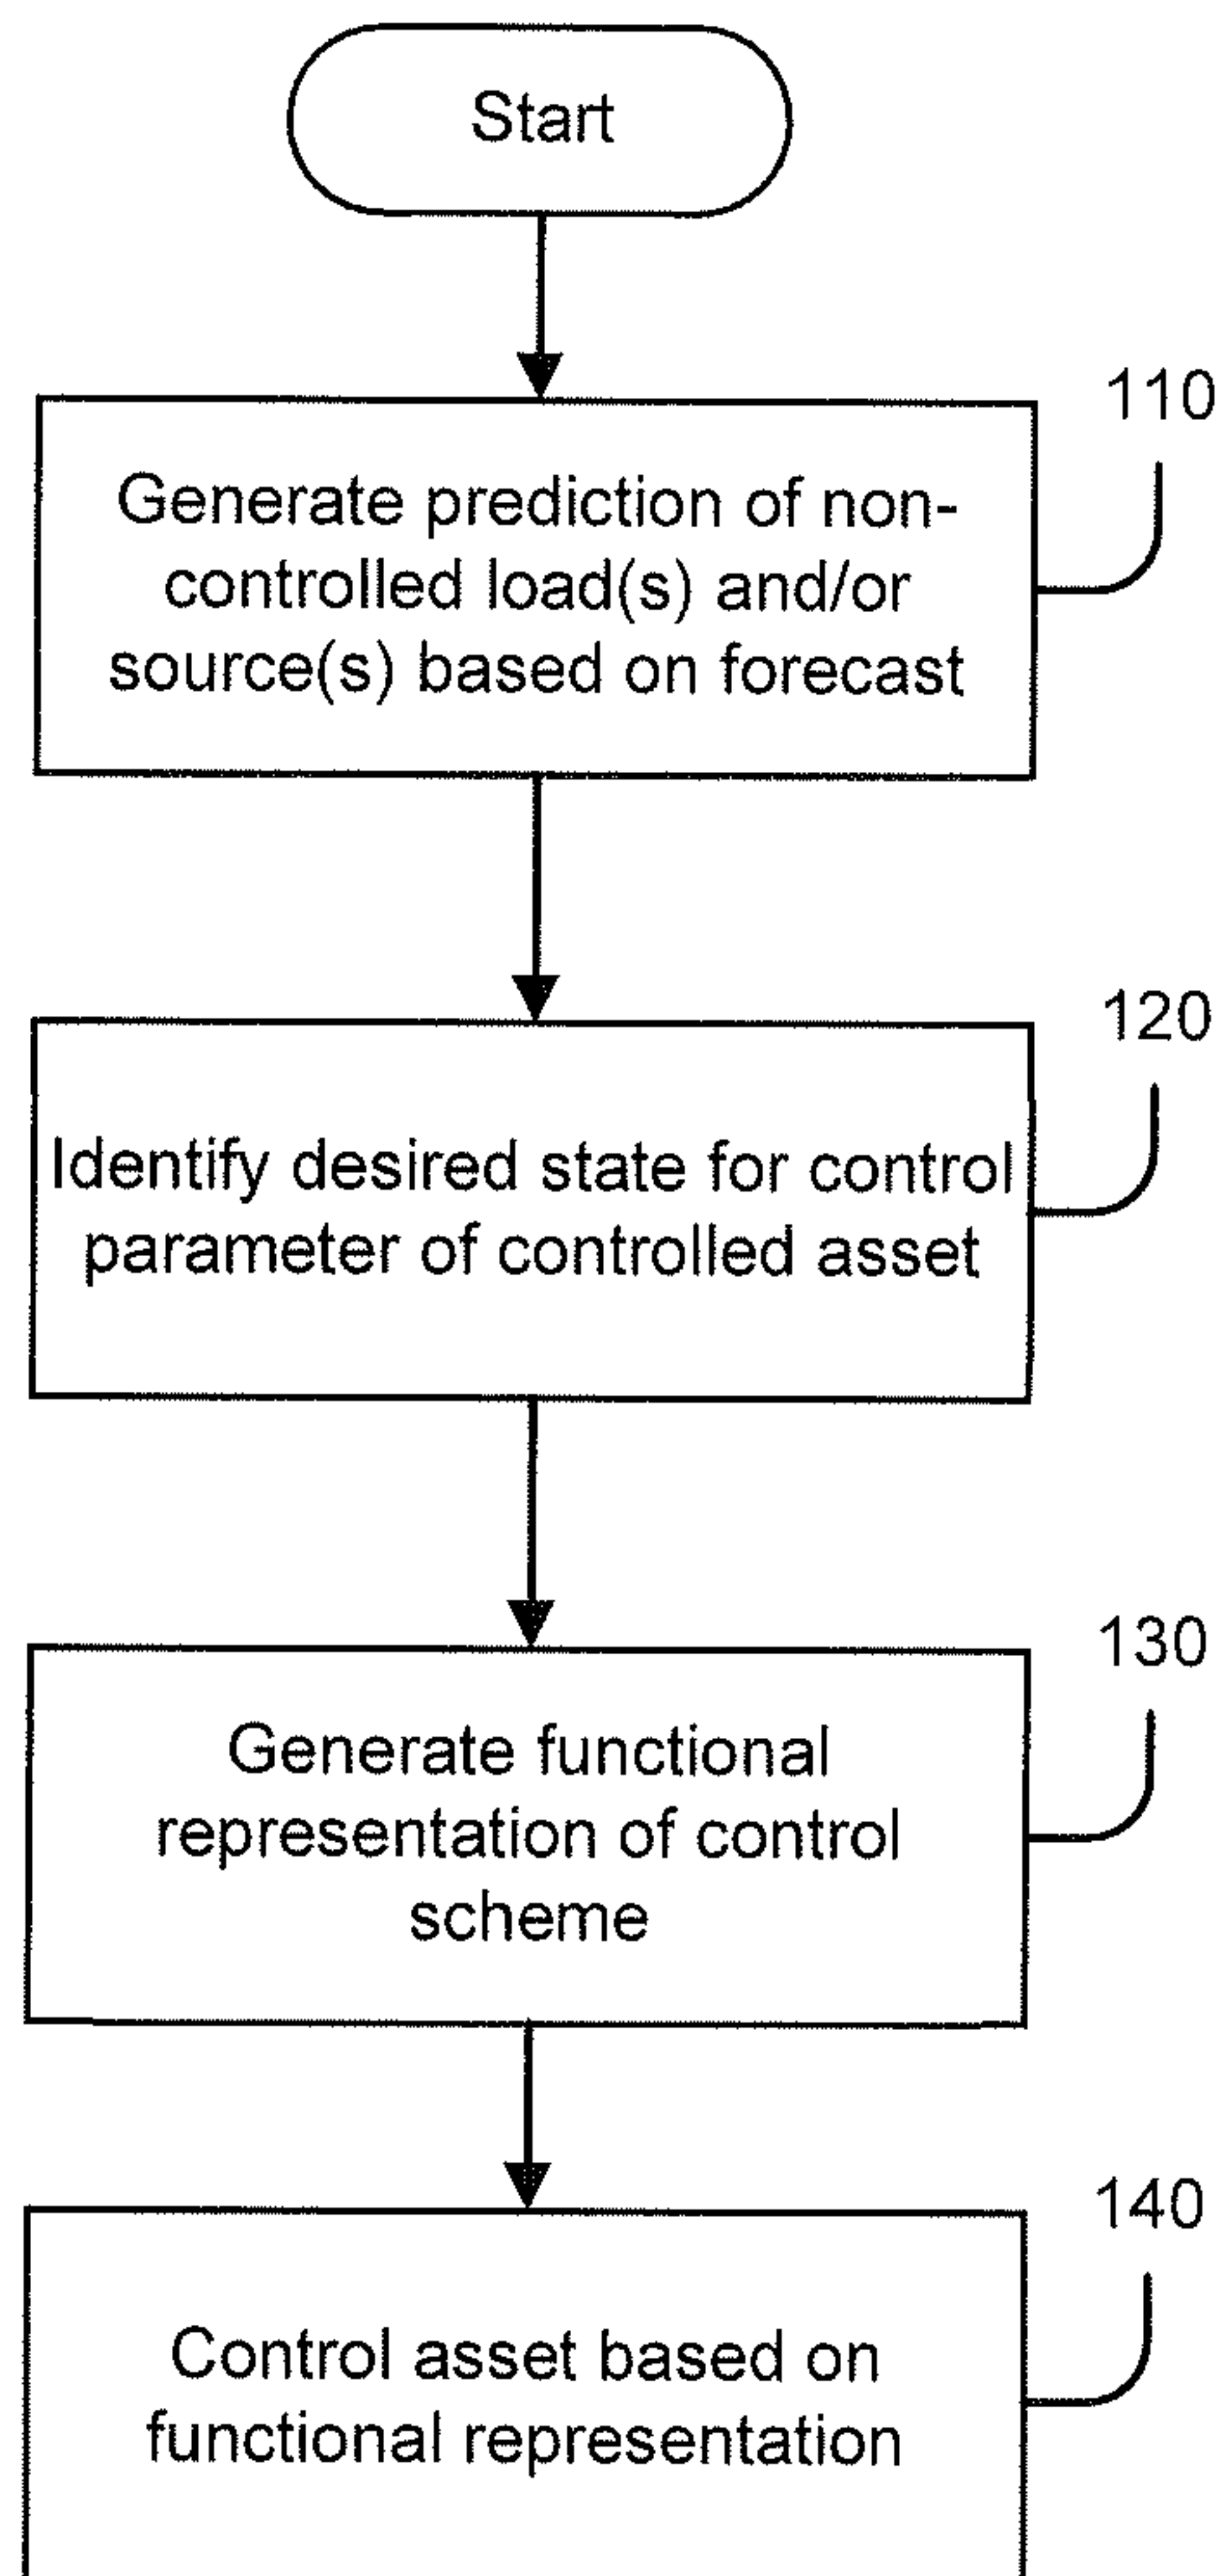 Start
110
Generate prediction of non-
controlled load(s) and/or
source(s) based on forecast
120
Identify desired state for control
parameter of controlled asset
130
Generate functional
representation of control
scheme
140
Control asset based on
functional representation